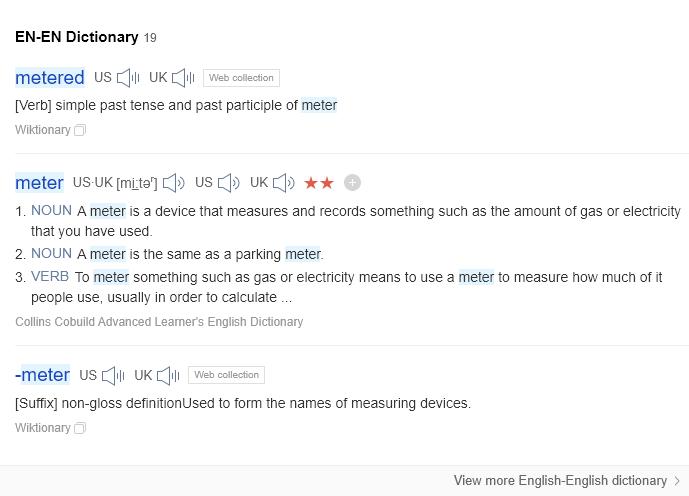 EN-EN Dictionary 19
metered US UK Web collection
[Verb] simple past tense and past participle of meter
Wiktionary
meter US·UK [miːtəʳ] US UK ★★ +
1. NOUN A meter is a device that measures and records something such as the amount of gas or electricity
that you have used.
2. NOUN A meter is the same as a parking meter.
3. VERB To meter something such as gas or electricity means to use a meter to measure how much of it
people use, usually in order to calculate ...
Collins Cobuild Advanced Learner's English Dictionary
-meter US UK Web collection
[Suffix] non-gloss definitionUsed to form the names of measuring devices.
Wiktionary
View more English-English dictionary >